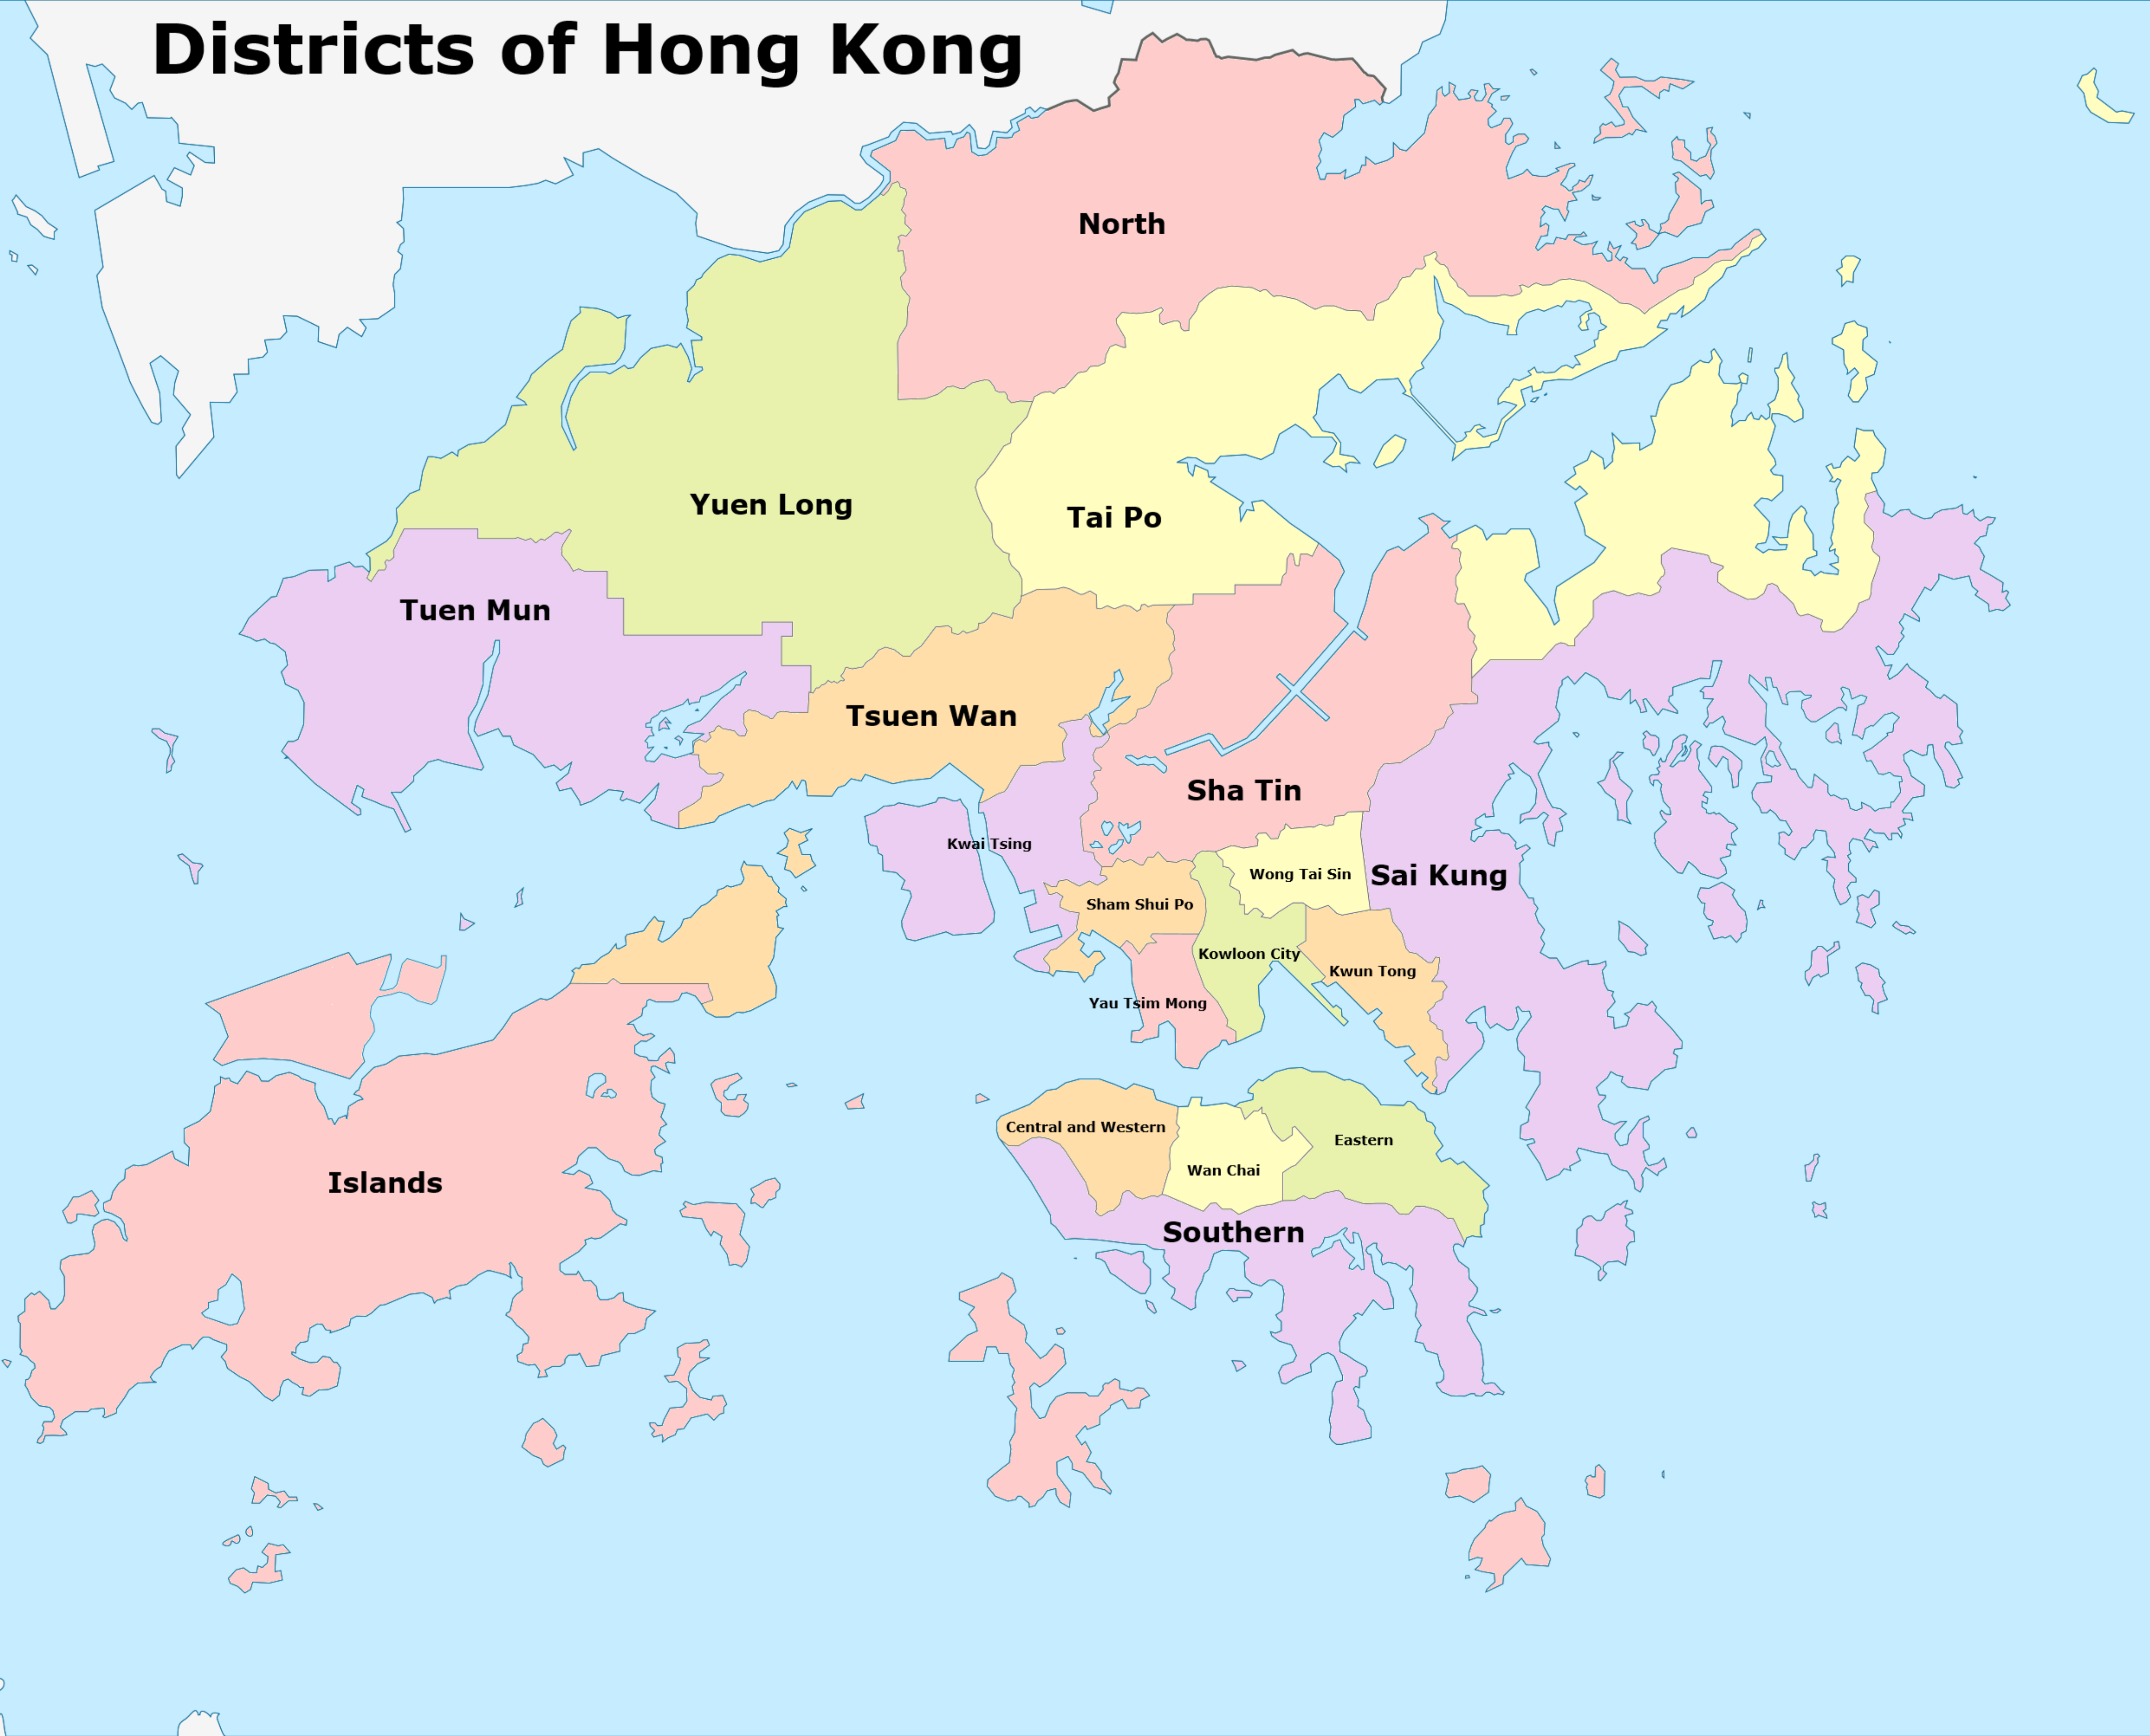 Districts of Hong Kong
North
Yuen Long
Tai Po
Tuen Mun
Tsuen Wan
Sha Tin
Kwai Tsing
Wong Tai Sin
Sai Kung
Sham Shui Po
Kowloon City
Kwun Tong
Yau Tsim Mong
Central and Western
Eastern
Wan Chai
Islands
Southern